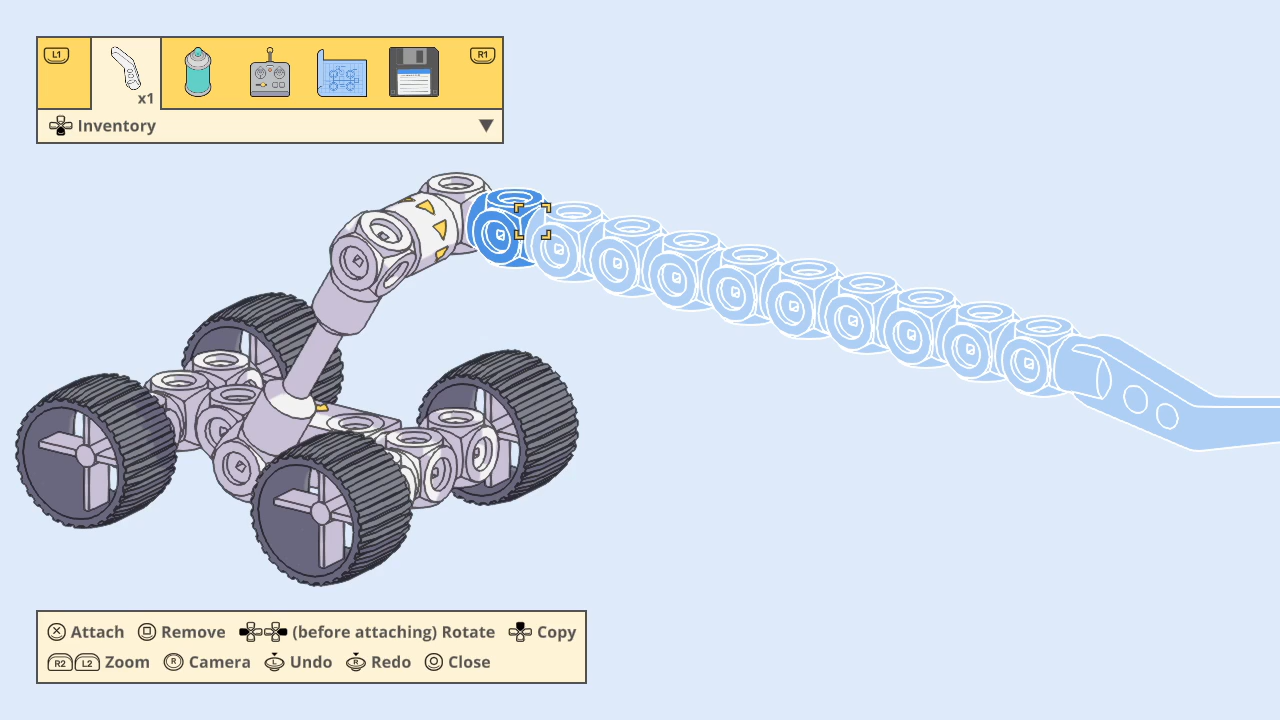 L1
R1
x1
Inventory
Attach Remove (before attaching) Rotate Copy
R2 L2 Zoom R Camera L Undo R Redo Close